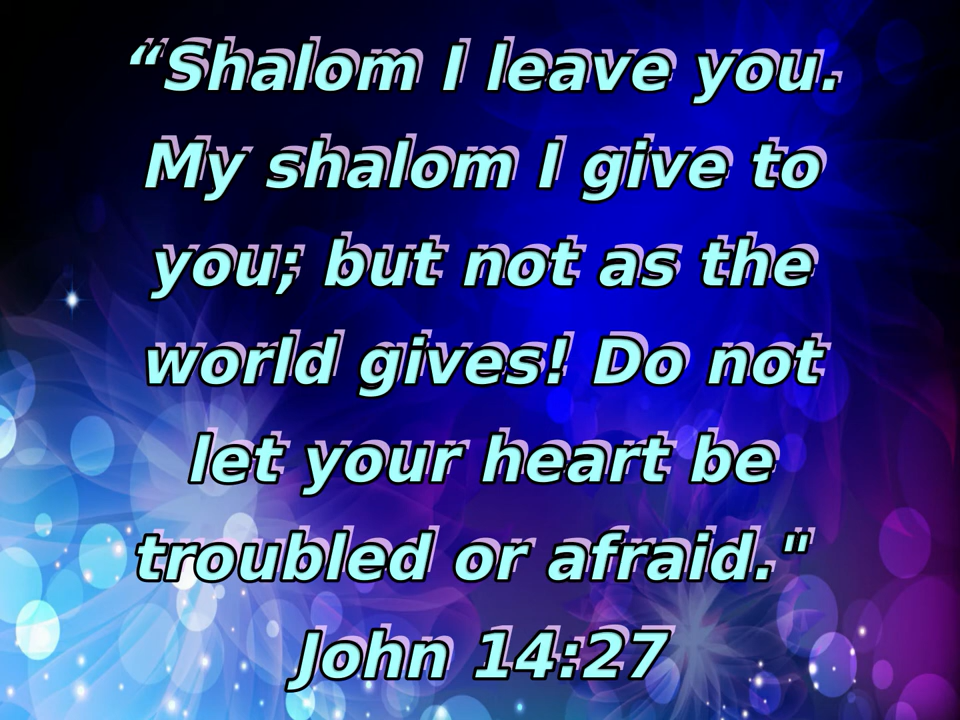 “Shalom I leave you.
My shalom I give to
you; but not as the
world gives! Do not
let your heart be
troubled or afraid."
John 14:27